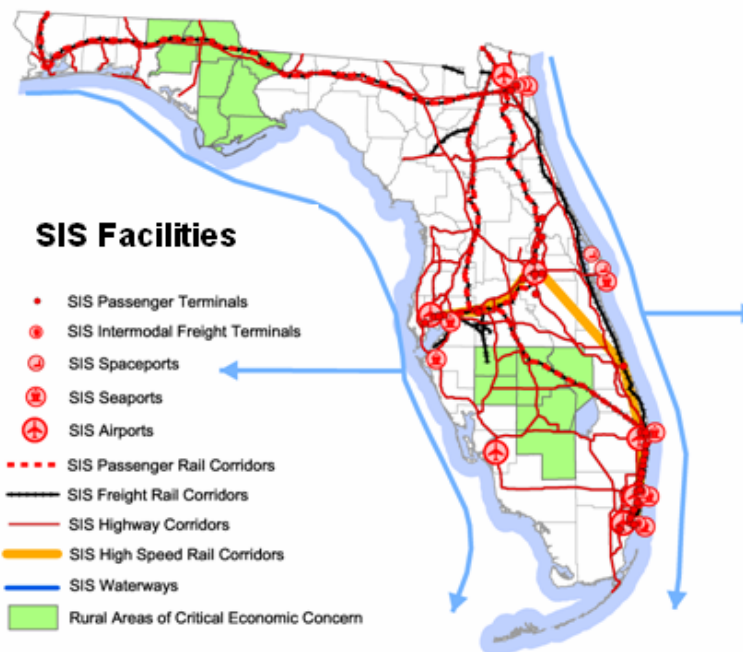 SIS Facilities
SIS Passenger Terminals
SIS Intermodal Freight Terminals
SIS Spaceports
SIS Seaports
SIS Airports
SIS Passenger Rail Corridors
SIS Freight Rail Corridors
SIS Highway Corridors
SIS High Speed Rail Corridors
SIS Waterways
Rural Areas of Critical Economic Concern